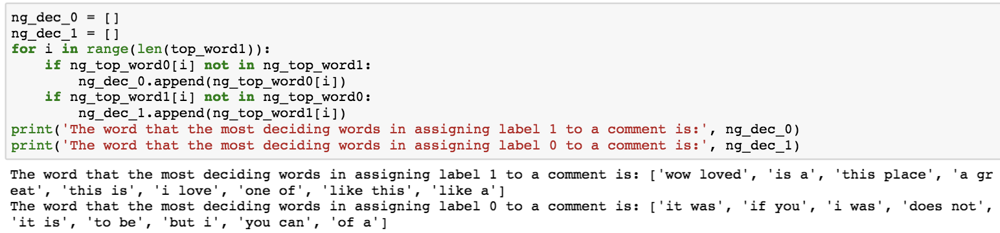 ng_dec_0 = []
ng_dec_1 = []
for i in range(len(top_word1)):
    if ng_top_word0[i] not in ng_top_word1:
        ng_dec_0.append(ng_top_word0[i])
    if ng_top_word1[i] not in ng_top_word0:
        ng_dec_1.append(ng_top_word1[i])
print('The word that the most deciding words in assigning label 1 to a comment is:', ng_dec_0)
print('The word that the most deciding words in assigning label 0 to a comment is:', ng_dec_1)
The word that the most deciding words in assigning label 1 to a comment is: ['wow loved', 'is a', 'this place', 'a gr
eat', 'this is', 'i love', 'one of', 'like this', 'like a']
The word that the most deciding words in assigning label 0 to a comment is: ['it was', 'if you', 'i was', 'does not',
'it is', 'to be', 'but i', 'you can', 'of a']